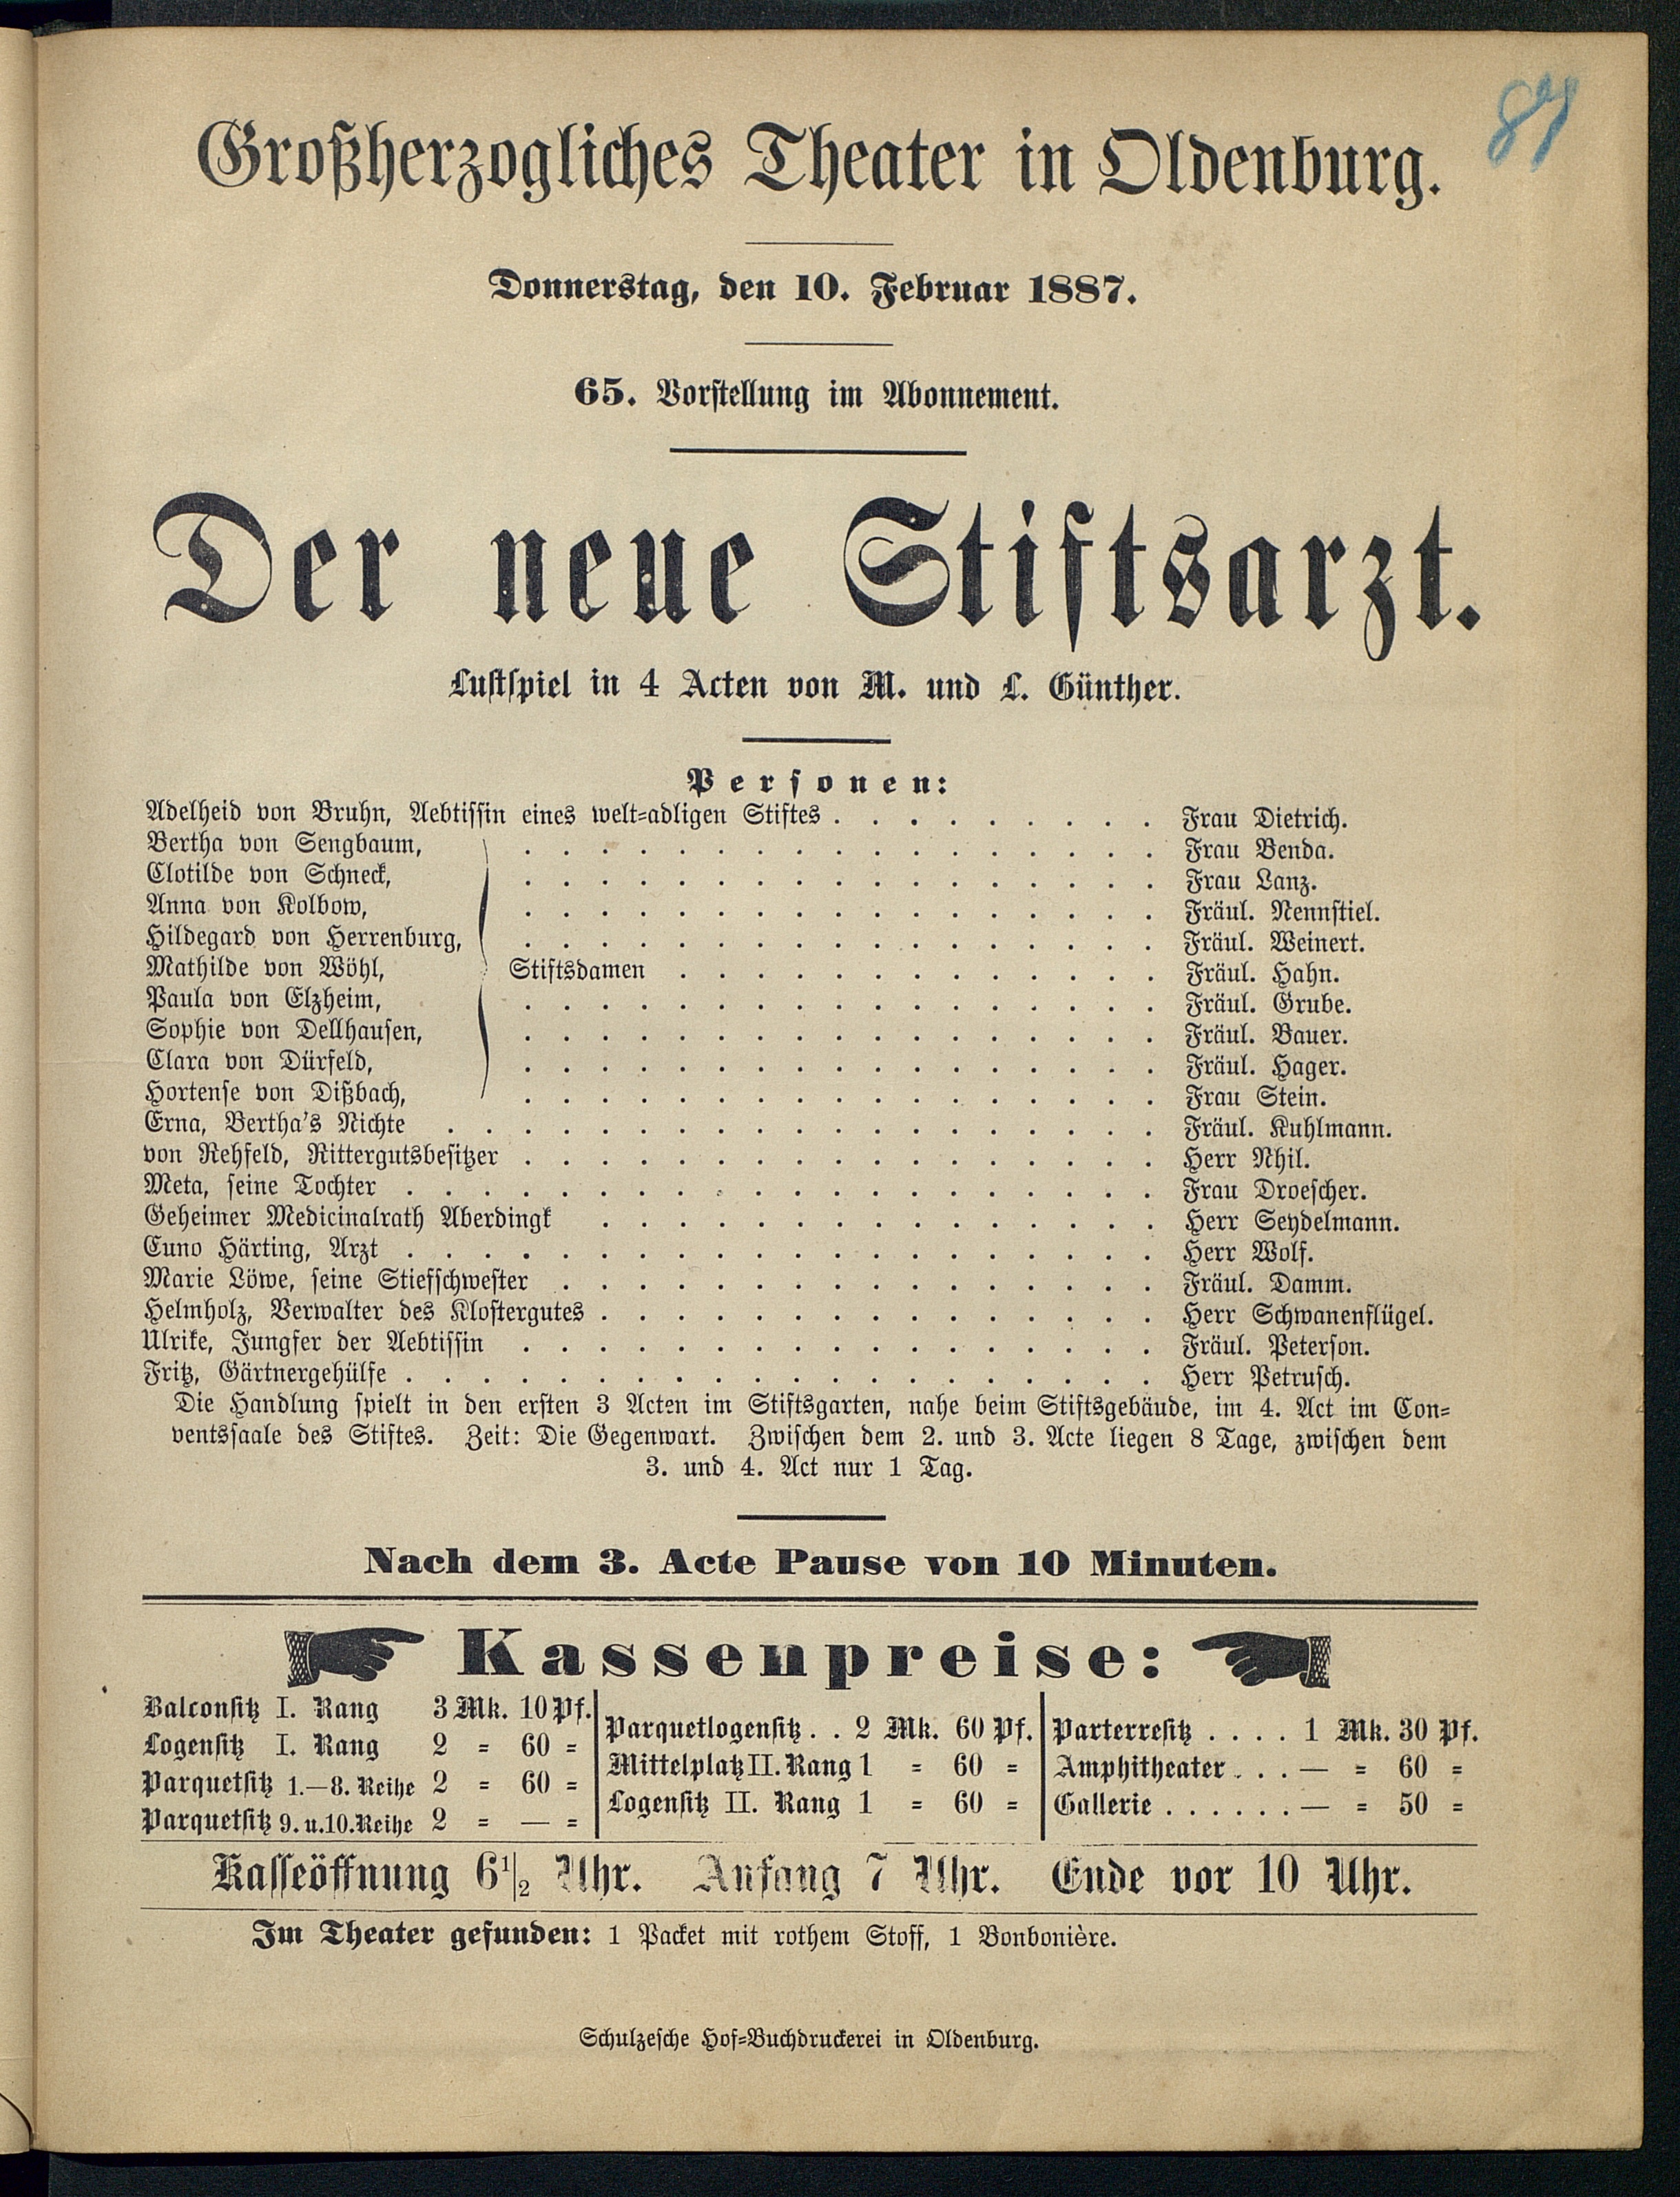 87
Großherzogliches Theater in Oldenburg.
Donnerstag, den 10. Februar 1887.
65. Vorstellung im Abonnement.
Der neue Stiftsarzt.
Lustspiel in 4 Acten von M. und L. Günther.
Personen:
Adelheid von Bruhn, Aebtissin eines welt=adligen Stiftes . . . . . . . . . Frau Dietrich.
Bertha von Sengbaum, . . . . . . . . . . . . . . . . . Frau Benda.
Clotilde von Schneck, . . . . . . . . . . . . . . . . . Frau Lanz.
Anna von Kolbow, . . . . . . . . . . . . . . . . . Fräul. Nennstiel.
Hildegard von Herrenburg, . . . . . . . . . . . . . . . . . Fräul. Weinert.
Mathilde von Wöhl, Stiftsdamen . . . . . . . . . . . . . Fräul. Hahn.
Paula von Elzheim, . . . . . . . . . . . . . . . . . Fräul. Grube.
Sophie von Dellhausen, . . . . . . . . . . . . . . . . . Fräul. Bauer.
Clara von Dürfeld, . . . . . . . . . . . . . . . . . Fräul. Hager.
Hortense von Dißbach, . . . . . . . . . . . . . . . . . Frau Stein.
Erna, Bertha's Nichte . . . . . . . . . . . . . . . . . . . Fräul. Kuhlmann.
von Rehfeld, Rittergutsbesitzer . . . . . . . . . . . . . . . . . Herr Nhil.
Meta, seine Tochter . . . . . . . . . . . . . . . . . . . . Frau Droescher.
Geheimer Medicinalrath Aberdingk . . . . . . . . . . . . . . . Herr Seydelmann.
Cuno Härting, Arzt . . . . . . . . . . . . . . . . . . . . Herr Wolf.
Marie Löwe, seine Stiefschwester . . . . . . . . . . . . . . . . Fräul. Damm.
Helmholz, Verwalter des Klostergutes . . . . . . . . . . . . . . . Herr Schwanenflügel.
Ulrike, Jungfer der Aebtissin . . . . . . . . . . . . . . . . . Fräul. Peterson.
Fritz, Gärtnergehülfe . . . . . . . . . . . . . . . . . . . . Herr Petrusch.
Die Handlung spielt in den ersten 3 Acten im Stiftsgarten, nahe beim Stiftsgebäude, im 4. Act im Con=
ventssaale des Stiftes. Zeit: Die Gegenwart. Zwischen dem 2. und 3. Acte liegen 8 Tage, zwischen dem
3. und 4. Act nur 1 Tag.
Nach dem 3. Acte Pause von 10 Minuten.
Kassenpreise:
Balconsitz I. Rang 3 Mk. 10 Pf.
Logensitz I. Rang 2 = 60 =
Parquetsitz 1.—8. Reihe 2 = 60 =
Parquetsitz 9. u. 10. Reihe 2 = — =
Parquetlogensitz . . 2 Mk. 60 Pf.
Mittelplatz II. Rang 1 = 60 =
Logensitz II. Rang 1 = 60 =
Parterresitz . . . . 1 Mk. 30 Pf.
Amphitheater . . . — = 60 =
Gallerie . . . . . . — = 50 =
Kasseöffnung 6 1/2 Uhr. Anfang 7 Uhr. Ende vor 10 Uhr.
Im Theater gefunden: 1 Packet mit rothem Stoff, 1 Bonbonière.
Schulzesche Hof=Buchdruckerei in Oldenburg.